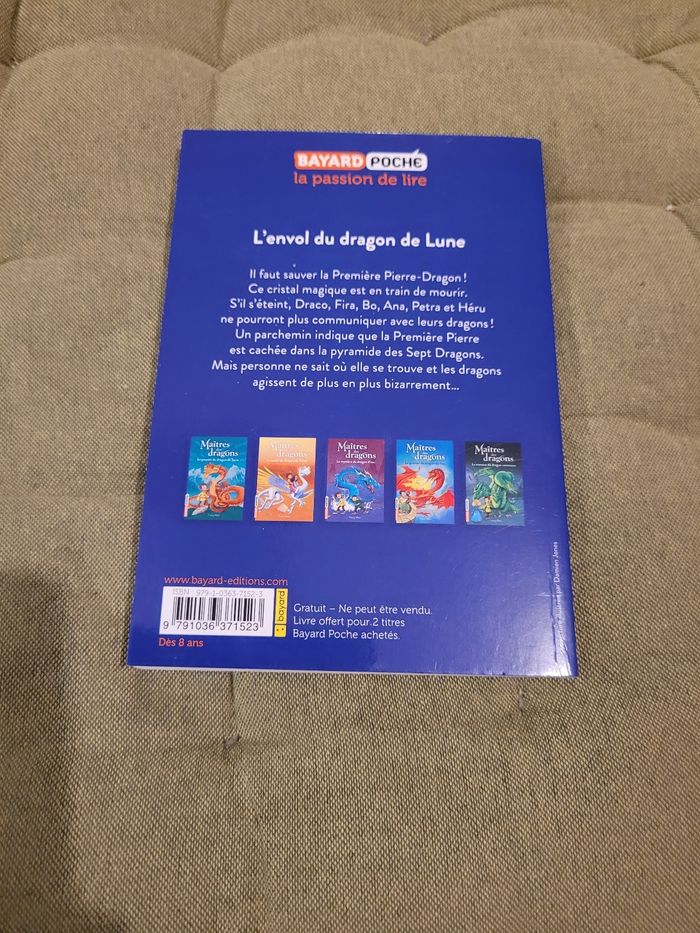 BAYARD POCHE
la passion de lire
L'envol du dragon de Lune
Il faut sauver la Première Pierre-Dragon !
Ce cristal magique est en train de mourir.
S'il s'éteint, Draco, Fira, Bo, Ana, Petra et Héru
ne pourront plus communiquer avec leurs dragons !
Un parchemin indique que la Première Pierre
est cachée dans la pyramide des Sept Dragons.
Mais personne ne sait où elle se trouve et les dragons
agissent de plus en plus bizarrement...
Maîtres des dragons
Maîtres des dragons
Maîtres des dragons
Maîtres des dragons
Maîtres des dragons
www.bayard-editions.com
ISBN 979-1-0363-7152-3
9 791036 371523
bayard
Dès 8 ans
Gratuit – Ne peut être vendu.
Livre offert pour 2 titres
Bayard Poche achetés.
par Damien Jones